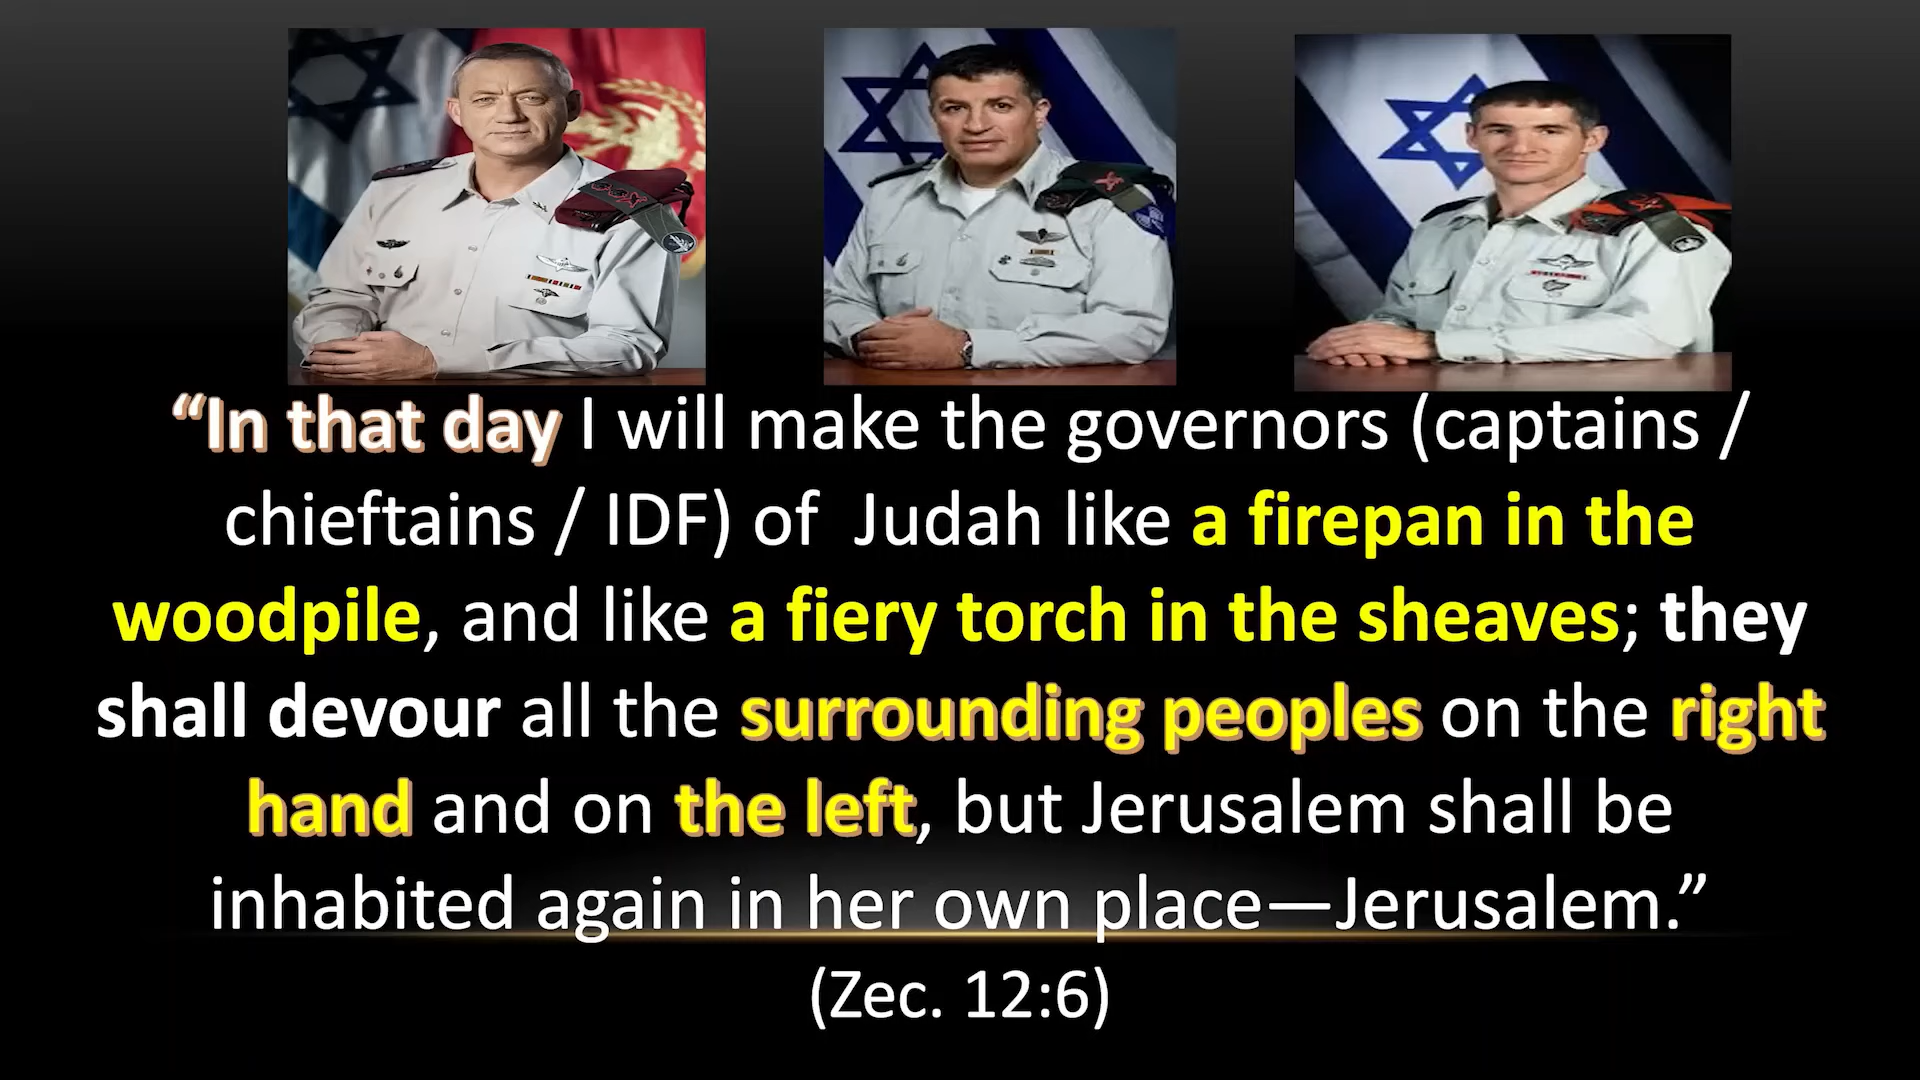 “In that day I will make the governors (captains /
chieftains / IDF) of  Judah like a firepan in the
woodpile, and like a fiery torch in the sheaves; they
shall devour all the surrounding peoples on the right
hand and on the left, but Jerusalem shall be
inhabited again in her own place—Jerusalem.”
(Zec. 12:6)